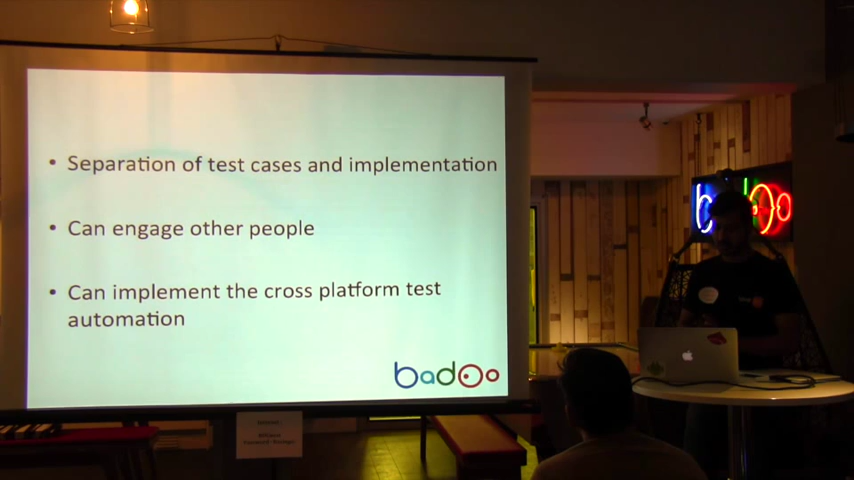 • Separation of test cases and implementation
• Can engage other people
• Can implement the cross platform test
automation
badoo
badoo